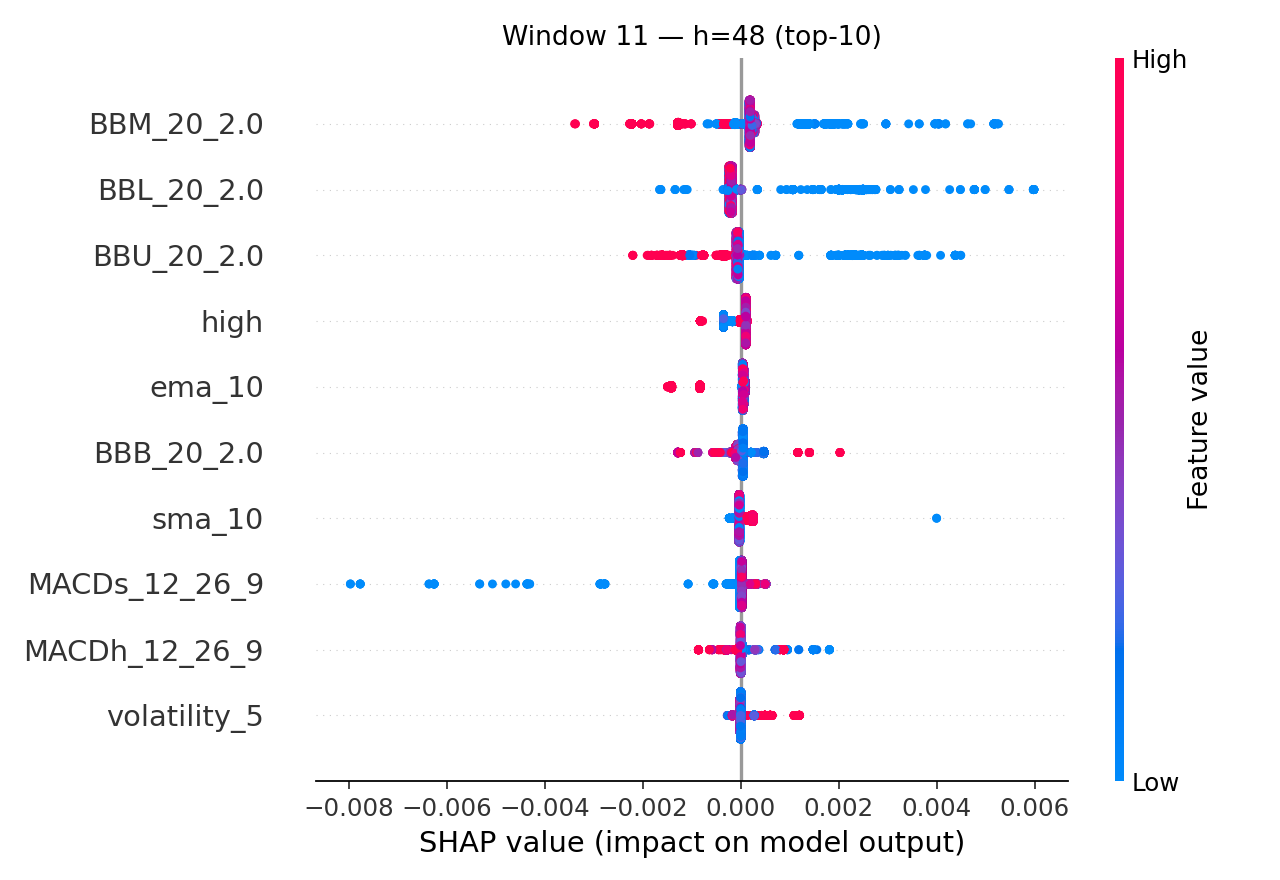 Window 11 — h=48 (top-10)
High
BBM_20_2.0
BBL_20_2.0
BBU_20_2.0
high
ema_10
BBB_20_2.0
sma_10
MACDs_12_26_9
MACDh_12_26_9
volatility_5
Feature value
Low
−0.008 −0.006 −0.004 −0.002 0.000 0.002 0.004 0.006
SHAP value (impact on model output)